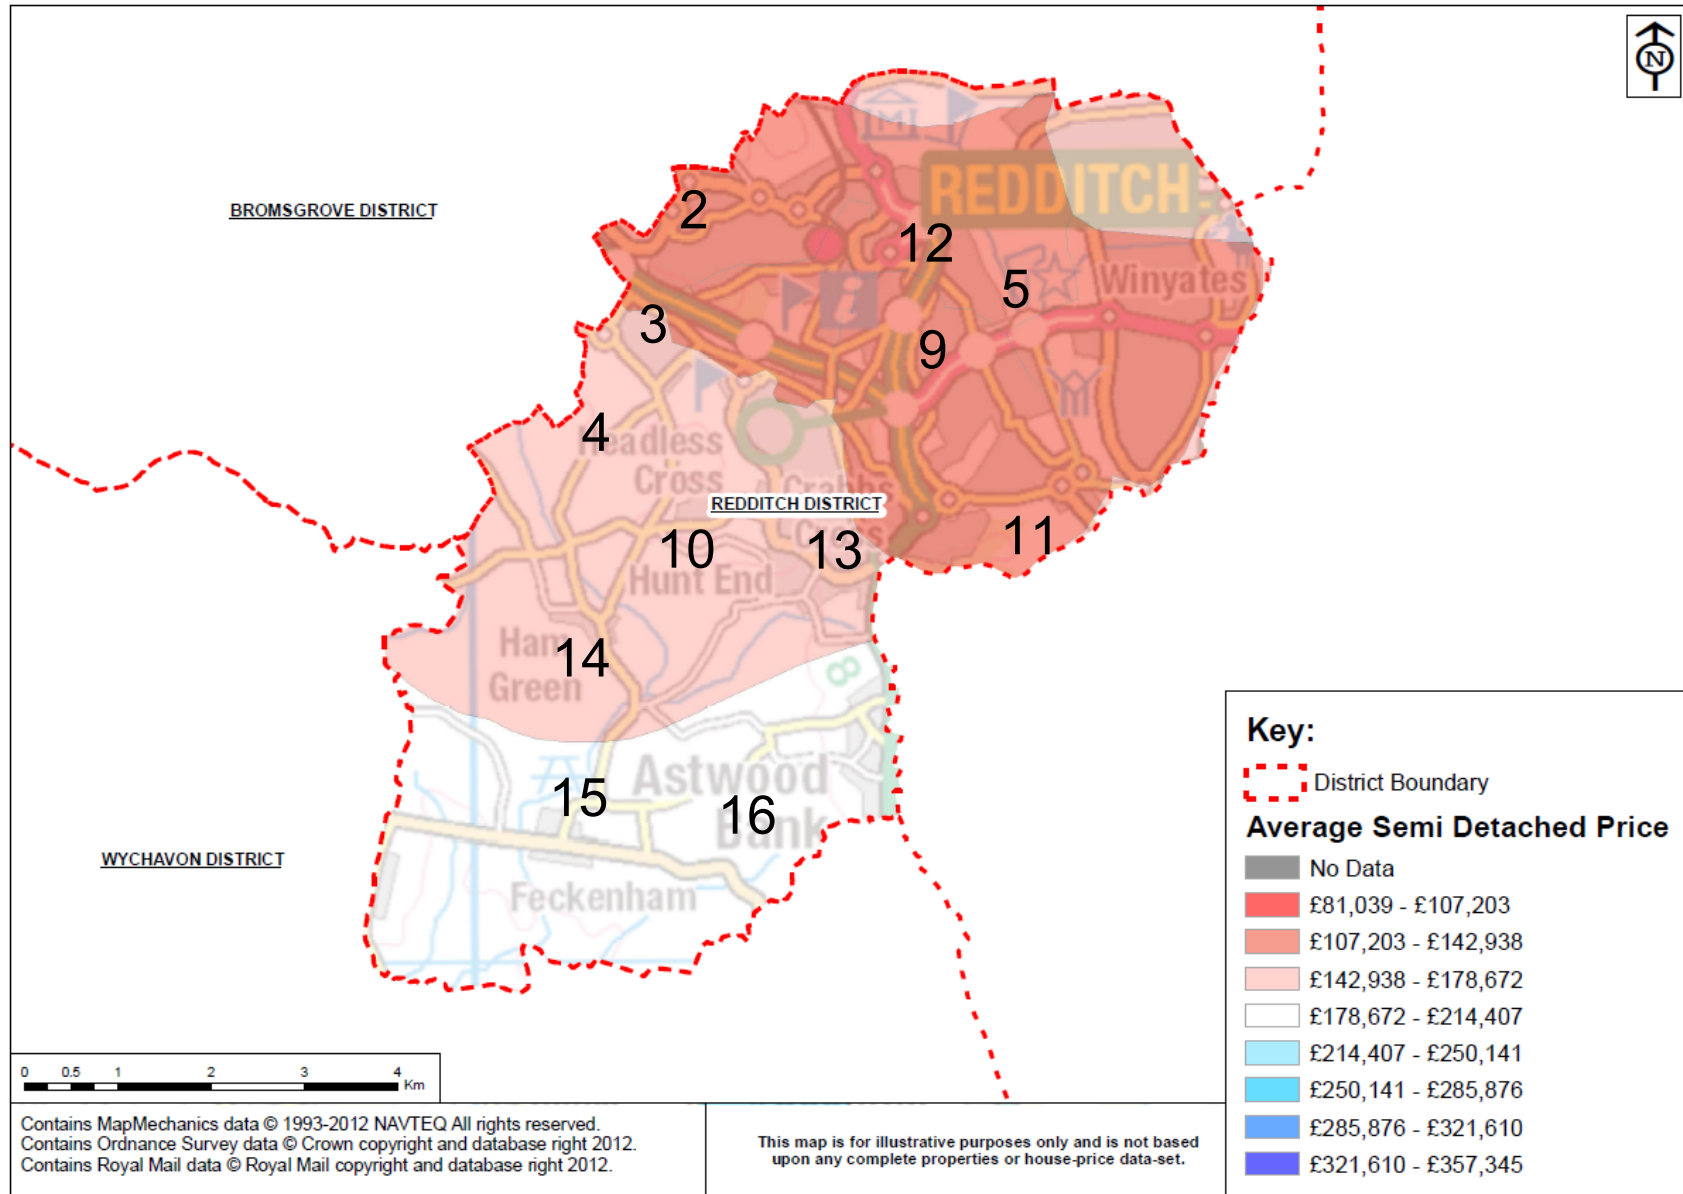 N
BROMSGROVE DISTRICT
REDDITCH
2
12
5
Winyates
3
9
4
Headless
Cross
Crabbs
Cross
REDDITCH DISTRICT
10
13
11
Hunt End
Ham
Green
14
8
15
Astwood
Bank
16
WYCHAVON DISTRICT
Feckenham
Key:
District Boundary
Average Semi Detached Price
No Data
£81,039 - £107,203
£107,203 - £142,938
£142,938 - £178,672
£178,672 - £214,407
£214,407 - £250,141
£250,141 - £285,876
£285,876 - £321,610
£321,610 - £357,345
0 0.5 1 2 3 4 Km
Contains MapMechanics data © 1993-2012 NAVTEQ All rights reserved.
Contains Ordnance Survey data © Crown copyright and database right 2012.
Contains Royal Mail data © Royal Mail copyright and database right 2012.
This map is for illustrative purposes only and is not based
upon any complete properties or house-price data-set.